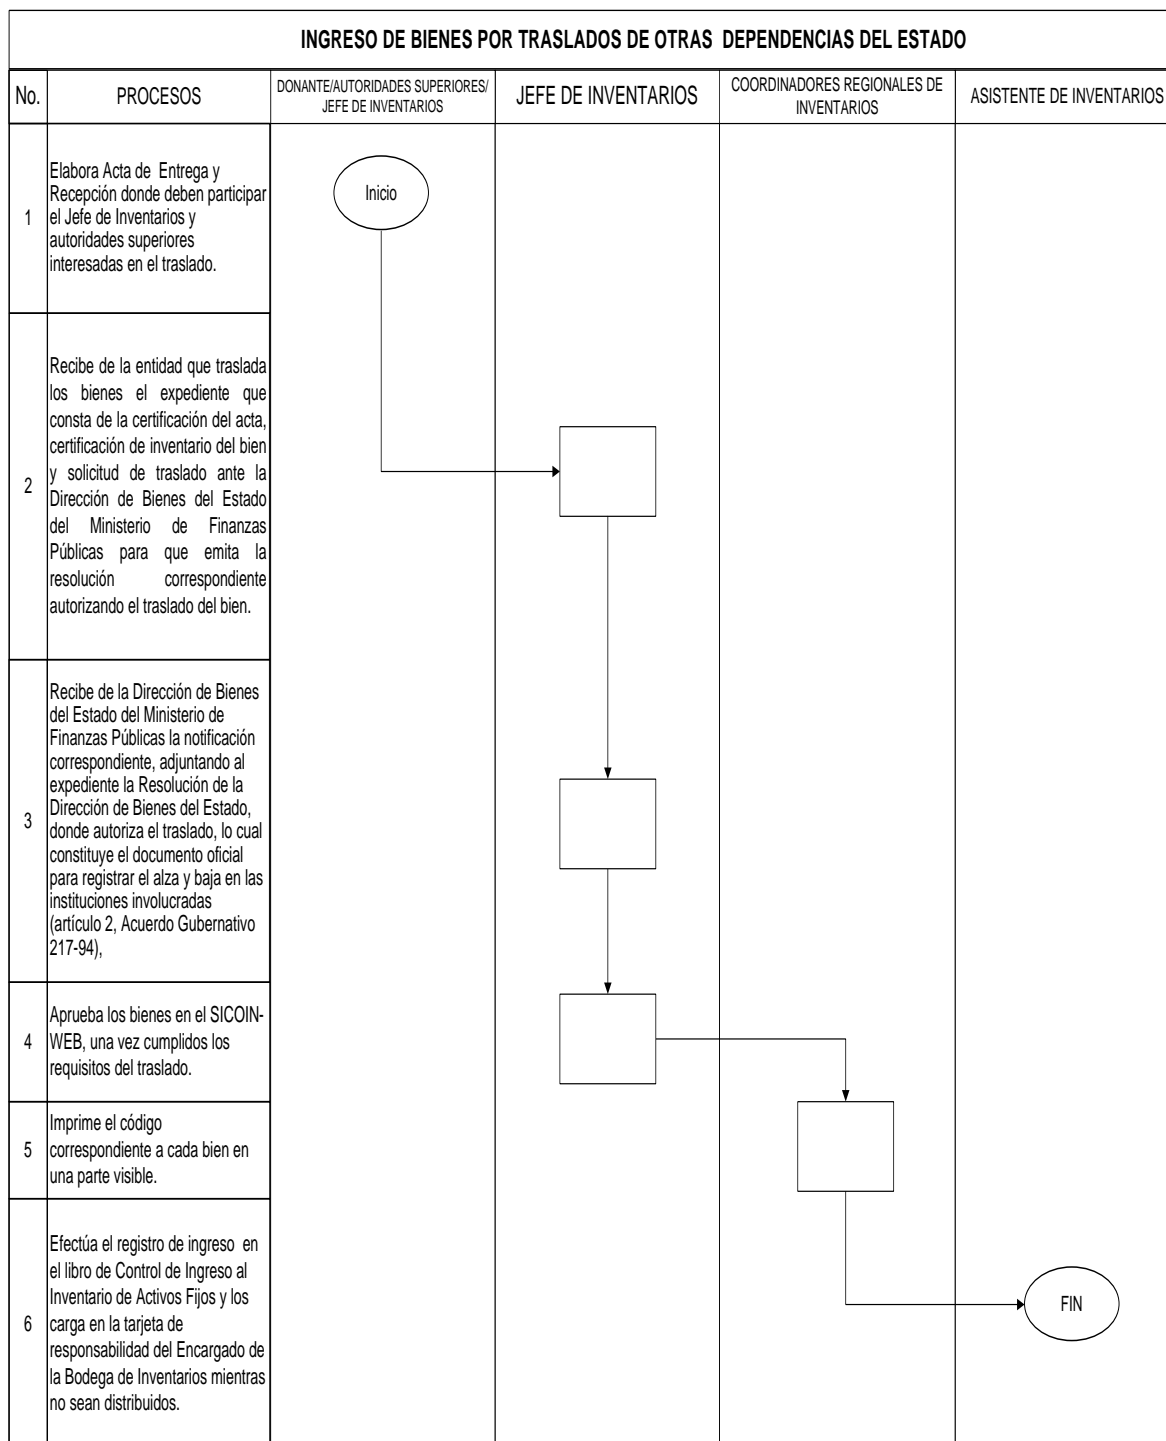 INGRESO DE BIENES POR TRASLADOS DE OTRAS DEPENDENCIAS DEL ESTADO
No.
PROCESOS
DONANTE/AUTORIDADES SUPERIORES/
JEFE DE INVENTARIOS
JEFE DE INVENTARIOS
COORDINADORES REGIONALES DE
INVENTARIOS
ASISTENTE DE INVENTARIOS
1
Elabora Acta de Entrega y
Recepción donde deben participar
el Jefe de Inventarios y
autoridades superiores
interesadas en el traslado.
Inicio
2
Recibe de la entidad que traslada
los bienes el expediente que
consta de la certificación del acta,
certificación de inventario del bien
y solicitud de traslado ante la
Dirección de Bienes del Estado
del Ministerio de Finanzas
Públicas para que emita la
resolución correspondiente
autorizando el traslado del bien.
3
Recibe de la Dirección de Bienes
del Estado del Ministerio de
Finanzas Públicas la notificación
correspondiente, adjuntando al
expediente la Resolución de la
Dirección de Bienes del Estado,
donde autoriza el traslado, lo cual
constituye el documento oficial
para registrar el alza y baja en las
instituciones involucradas
(artículo 2, Acuerdo Gubernativo
217-94),
4
Aprueba los bienes en el SICOIN-
WEB, una vez cumplidos los
requisitos del traslado.
5
Imprime el código
correspondiente a cada bien en
una parte visible.
6
Efectúa el registro de ingreso en
el libro de Control de Ingreso al
Inventario de Activos Fijos y los
carga en la tarjeta de
responsabilidad del Encargado de
la Bodega de Inventarios mientras
no sean distribuidos.
FIN